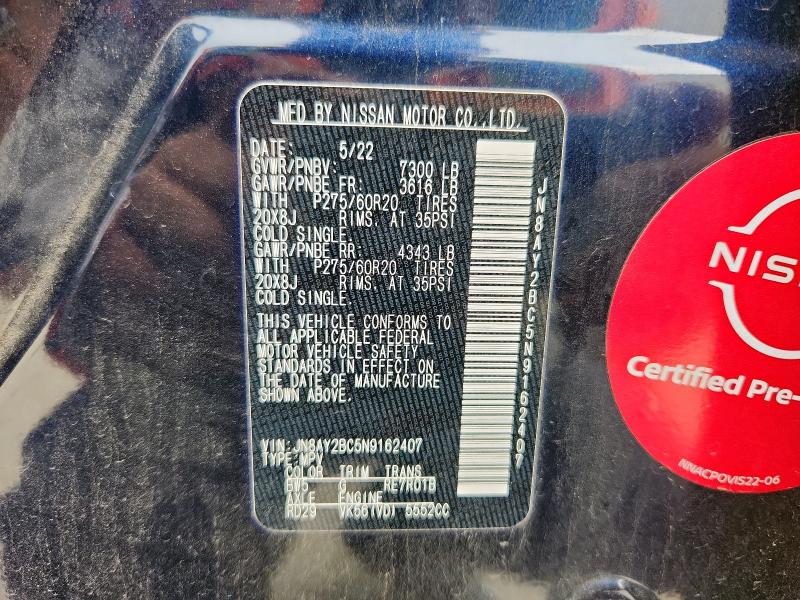 MFD BY NISSAN MOTOR CO.,LTD.
DATE: 5/22
GVWR/PNBV: 7300 LB
GAWR/PNBE FR: 3616 LB
WITH P275/60R20 TIRES
20X8J RIMS. AT 35PSI
COLD SINGLE.
GAWR/PNBE RR: 4343 LB
WITH P275/60R20 TIRES
20X8J RIMS. AT 35PSI
COLD SINGLE.
THIS VEHICLE CONFORMS TO
ALL APPLICABLE FEDERAL
MOTOR VEHICLE SAFETY
STANDARDS IN EFFECT ON
THE DATE OF MANUFACTURE
SHOWN ABOVE.
VIN: JN8AY2BC5N9162407
TYPE: MPV
COLOR TRIM TRANS
BW5 G RE7R01B
AXLE ENGINE
RD29 VK56(VD) 5552CC
JN8AY2BC5N9162407
NIS
Certified Pre-
NNACPOVIS22-06